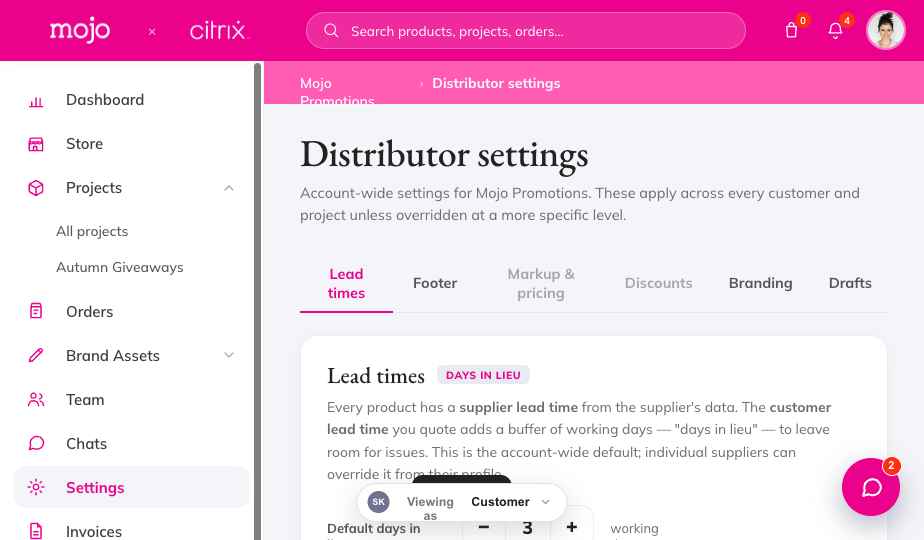 mojo × citrix
Search products, projects, orders...
0
4
Mojo
Promotions
› Distributor settings
Dashboard
Store
Projects
All projects
Autumn Giveaways
Orders
Brand Assets
Team
Chats
Settings
Invoices
Distributor settings
Account-wide settings for Mojo Promotions. These apply across every customer and
project unless overridden at a more specific level.
Lead
times
Footer
Markup &
pricing
Discounts
Branding
Drafts
Lead times DAYS IN LIEU
Every product has a supplier lead time from the supplier's data. The customer
lead time you quote adds a buffer of working days — "days in lieu" — to leave
room for issues. This is the account-wide default; individual suppliers can
override it from their profile.
SK Viewing
as
Customer
2
Default days in
− 3 + working